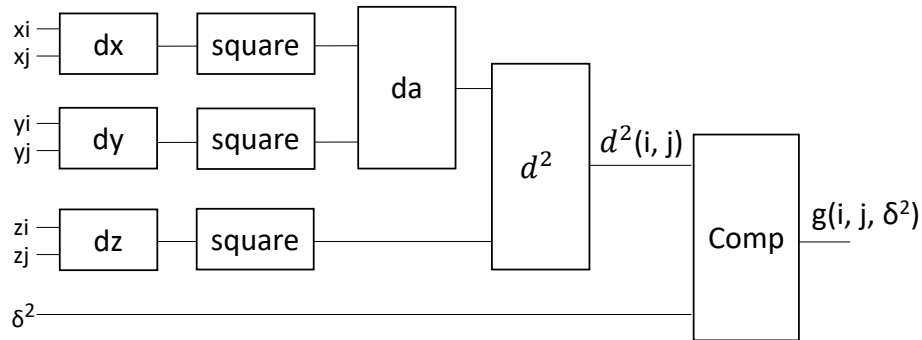 xi
xj
dx
square
da
yi
yj
dy
square
d²
d²(i, j)
zi
zj
dz
square
Comp
g(i, j, δ²)
δ²